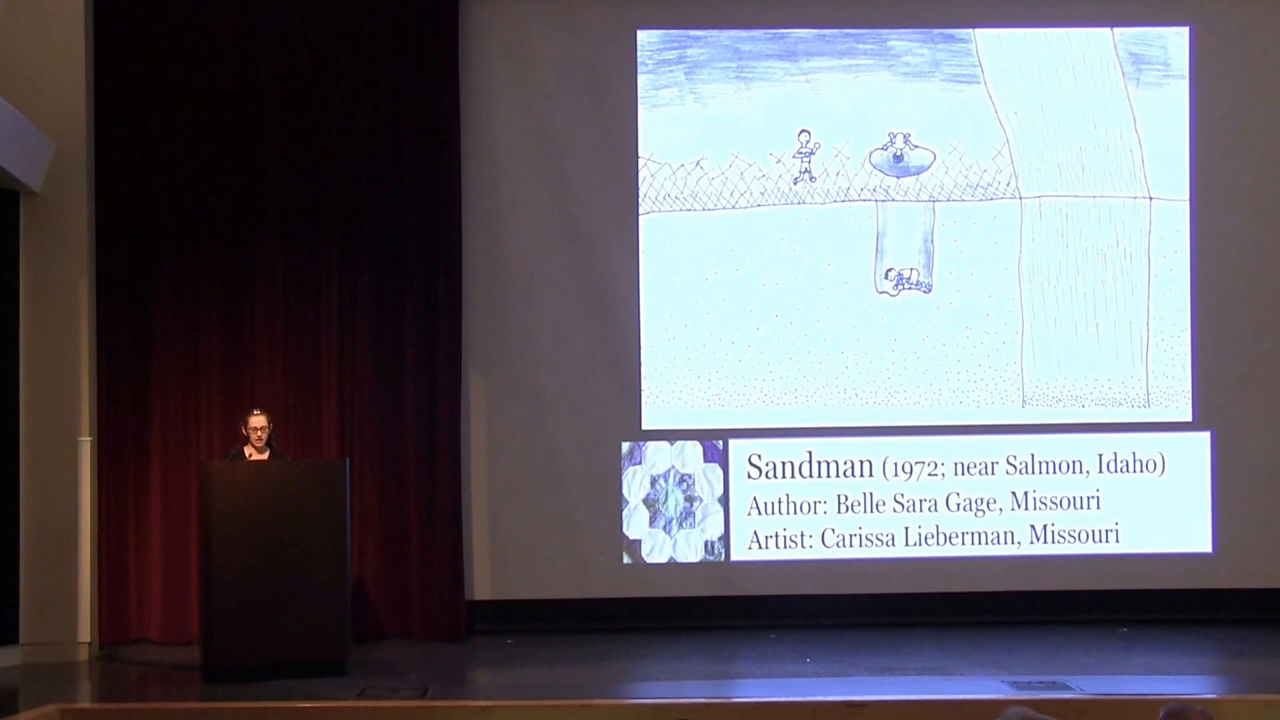 Sandman (1972; near Salmon, Idaho)
Author: Belle Sara Gage, Missouri
Artist: Carissa Lieberman, Missouri